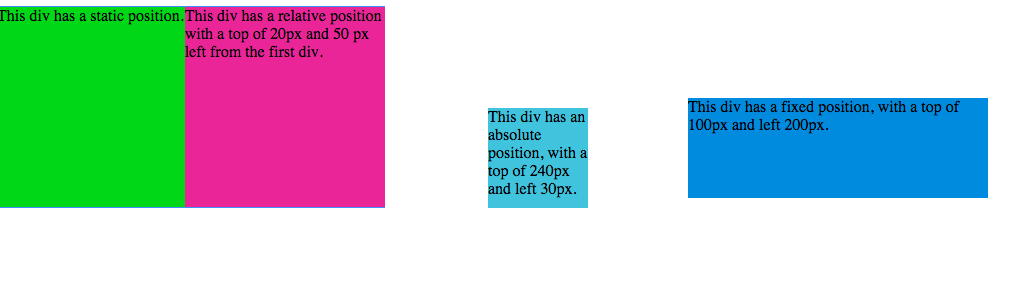 This div has a static position.
This div has a relative position
with a top of 20px and 50 px
left from the first div.
This div has an
absolute
position, with a
top of 240px
and left 30px.
This div has a fixed position, with a top of
100px and left 200px.